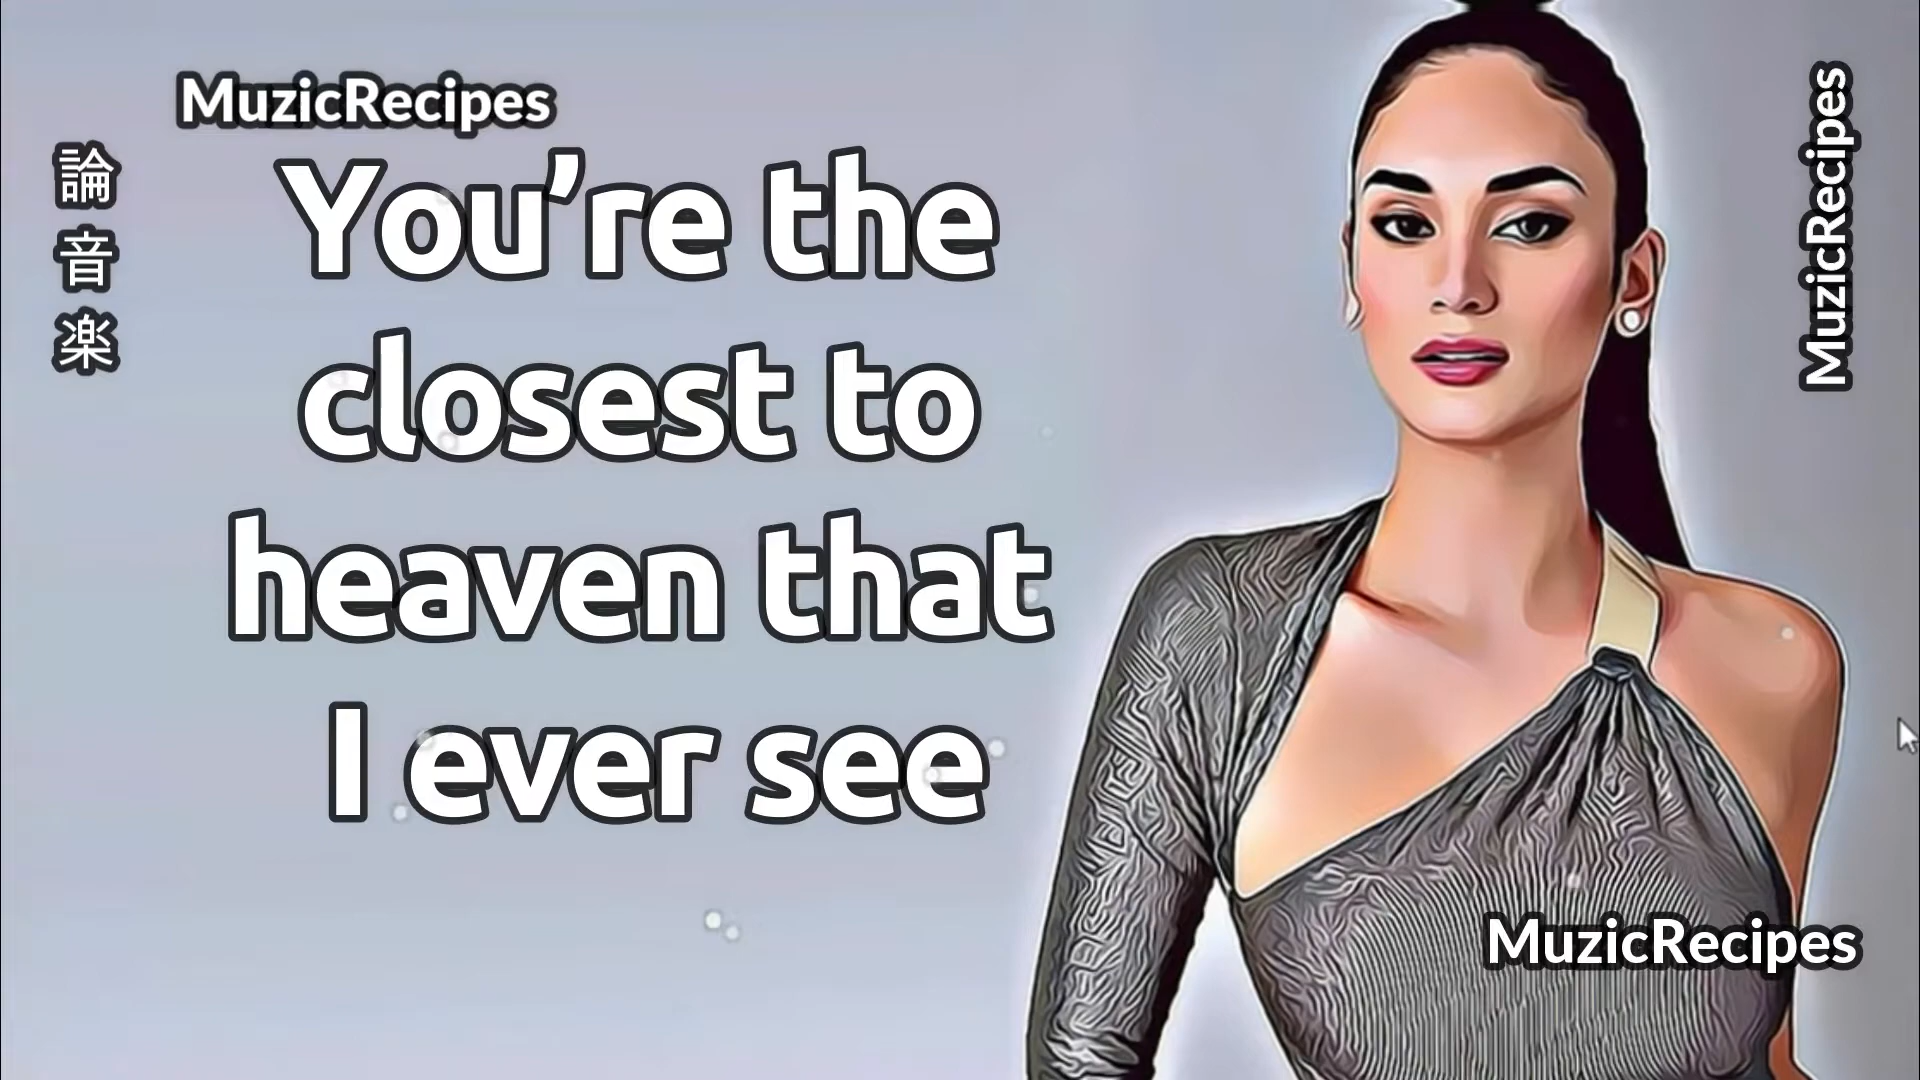 MuzicRecipes
論音楽
You’re the
closest to
heaven that
I ever see
MuzicRecipes
MuzicRecipes